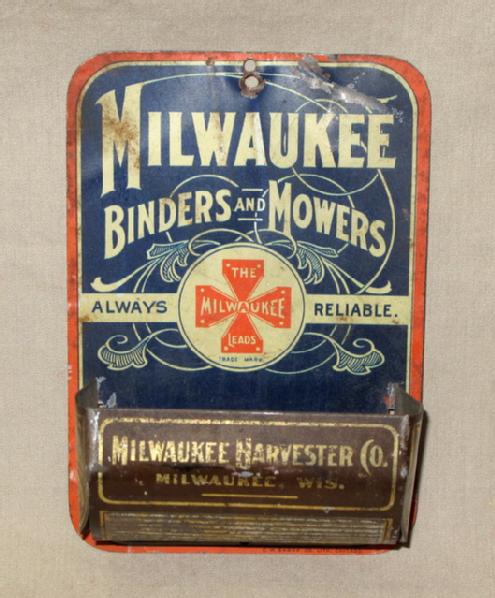 MILWAUKEE
BINDERS AND MOWERS
ALWAYS
THE
MILWAUKEE
LEADS
TRADE MARK
RELIABLE.
MILWAUKEE HARVESTER CO.
MILWAUKEE, WIS.